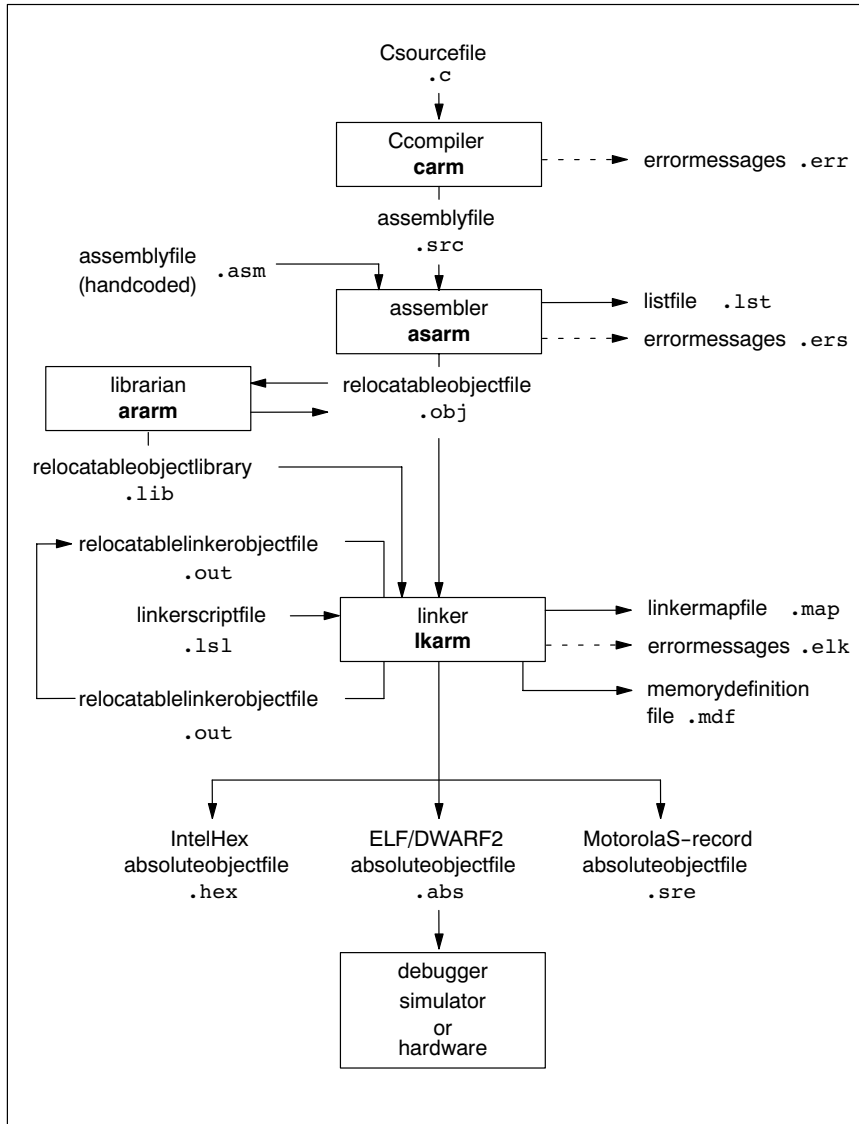 Csourcefile
.c
Ccompiler
carm
errormessages .err
assemblyfile
.src
assemblyfile
(handcoded)
.asm
assembler
asarm
listfile .lst
errormessages .ers
librarian
ararm
relocatableobjectfile
.obj
relocatableobjectlibrary
.lib
relocatablelinkerobjectfile
.out
linkerscriptfile
.lsl
linker
lkarm
linkermapfile .map
errormessages .elk
relocatablelinkerobjectfile
.out
memorydefinition
file .mdf
IntelHex
absoluteobjectfile
.hex
ELF/DWARF2
absoluteobjectfile
.abs
MotorolaS-record
absoluteobjectfile
.sre
debugger
simulator
or
hardware